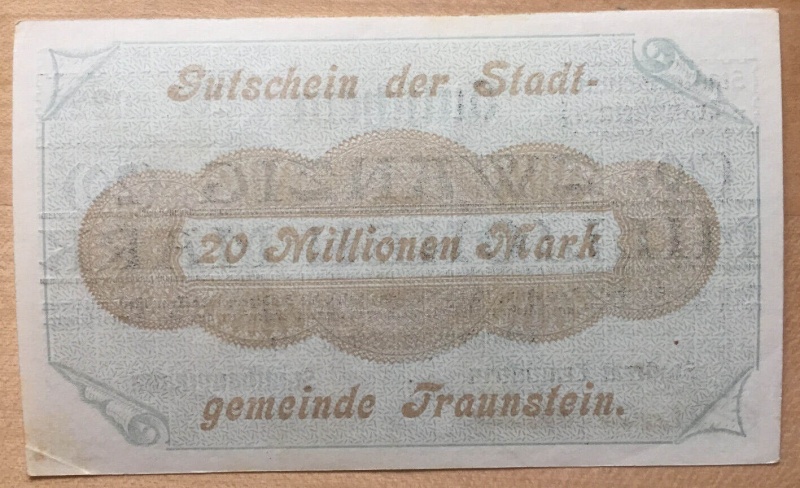 Gutschein der Stadt-
20 Millionen Mark
gemeinde Traunstein.